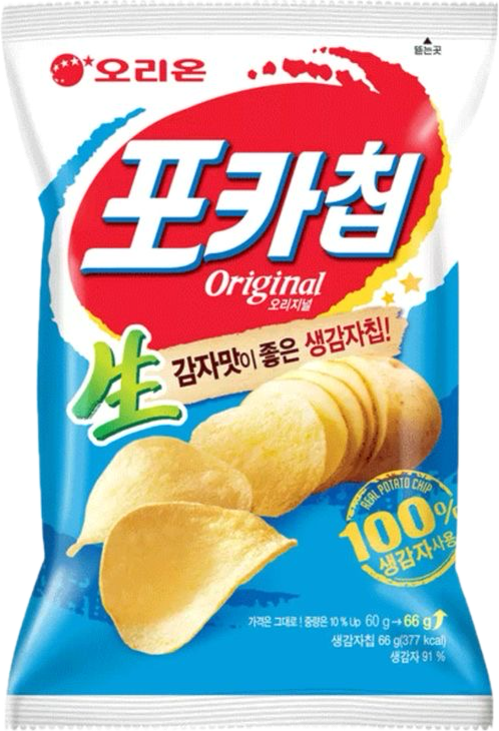 오리온
뜯는곳
포카칩
Original
오리지널
生
감자맛이 좋은 생감자칩!
REAL POTATO CHIP
100%
생감자사용
가격은 그대로! 중량은 10% Up 60 g→66 g↑
생감자칩 66 g(377 kcal)
생감자 91 %